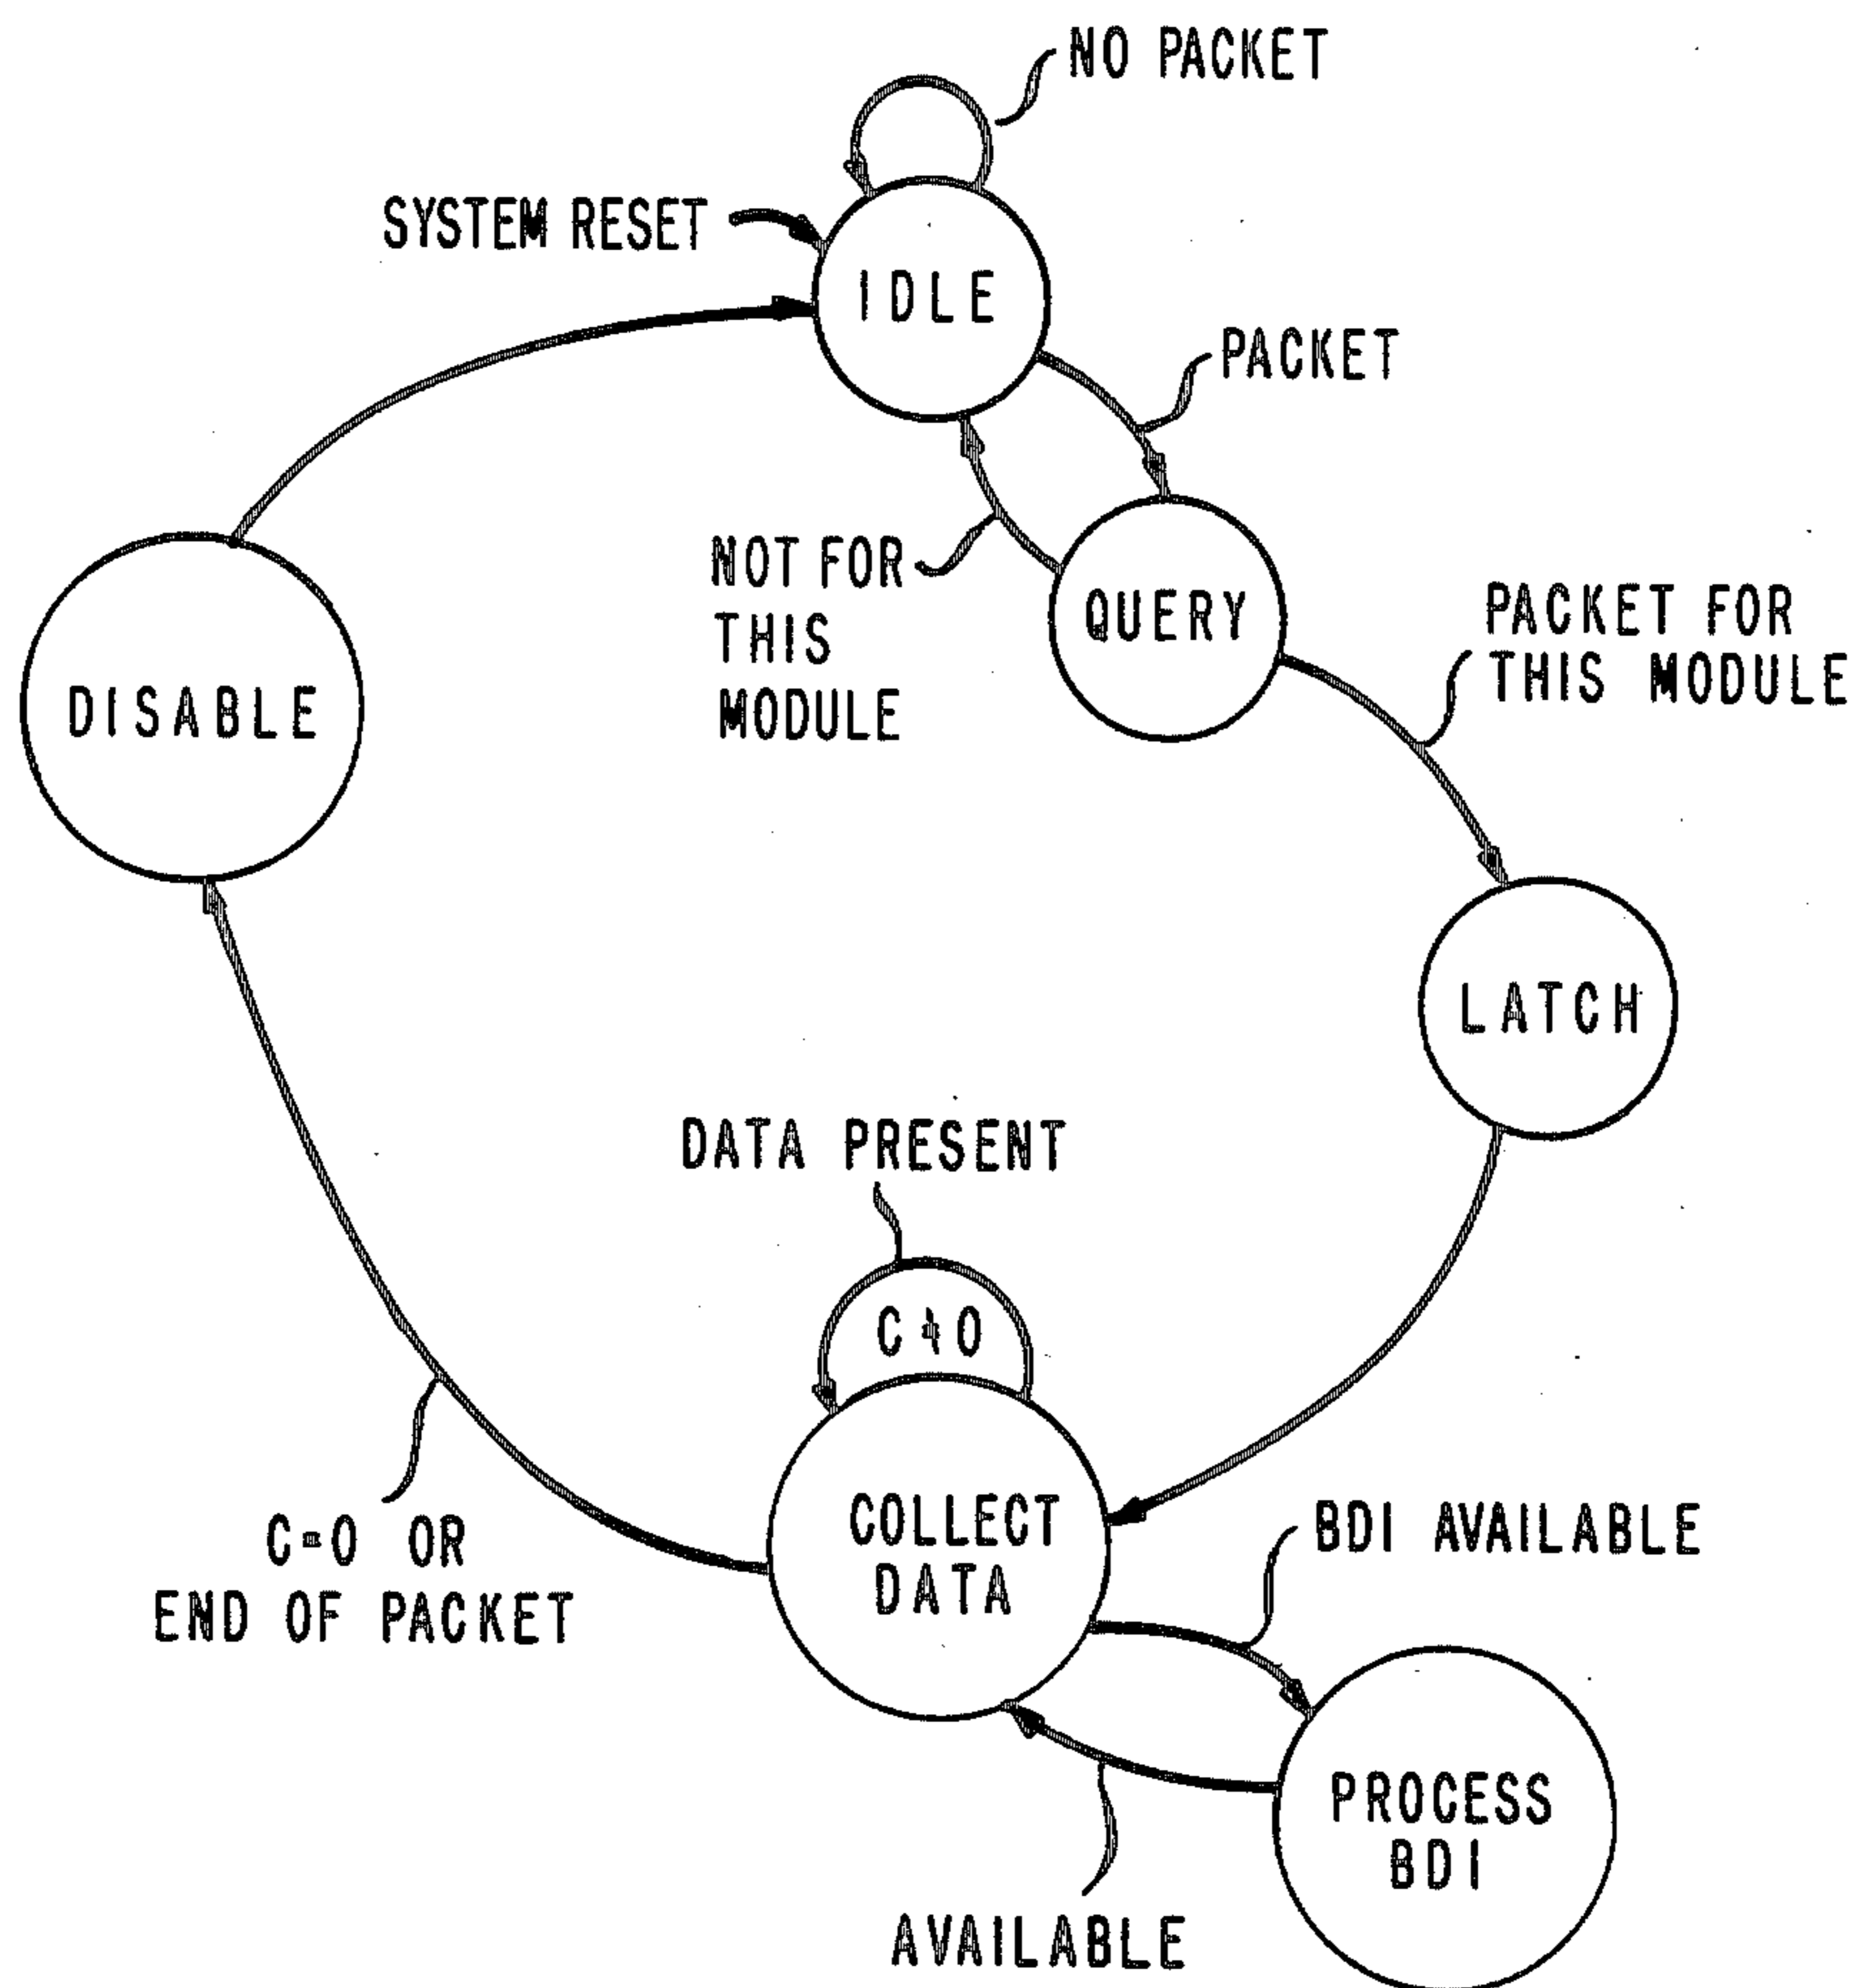 NO PACKET
SYSTEM RESET
IDLE
PACKET
NOT FOR
THIS
MODULE
QUERY
PACKET FOR
THIS MODULE
DISABLE
LATCH
DATA PRESENT
C ≠ 0
COLLECT
DATA
C=0 OR
END OF PACKET
BDI AVAILABLE
PROCESS
BDI
AVAILABLE